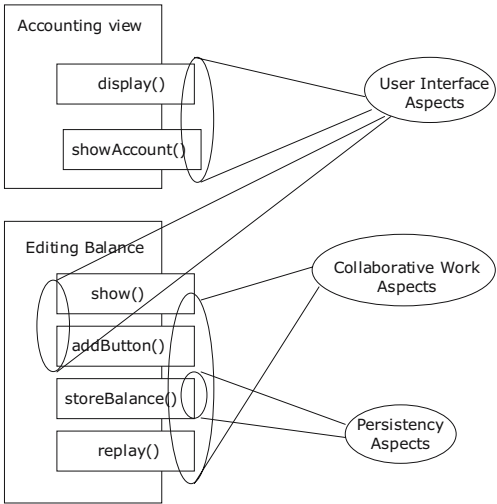 Accounting view
display()
showAccount()
User Interface
Aspects
Editing Balance
show()
addButton()
storeBalance()
replay()
Collaborative Work
Aspects
Persistency
Aspects